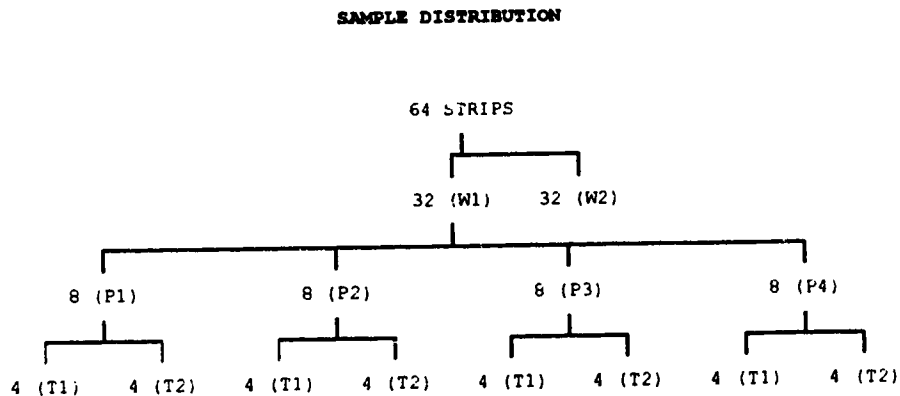 SAMPLE DISTRIBUTION
64 STRIPS
32 (W1) 32 (W2)
8 (P1) 8 (P2) 8 (P3) 8 (P4)
4 (T1) 4 (T2) 4 (T1) 4 (T2) 4 (T1) 4 (T2) 4 (T1) 4 (T2)